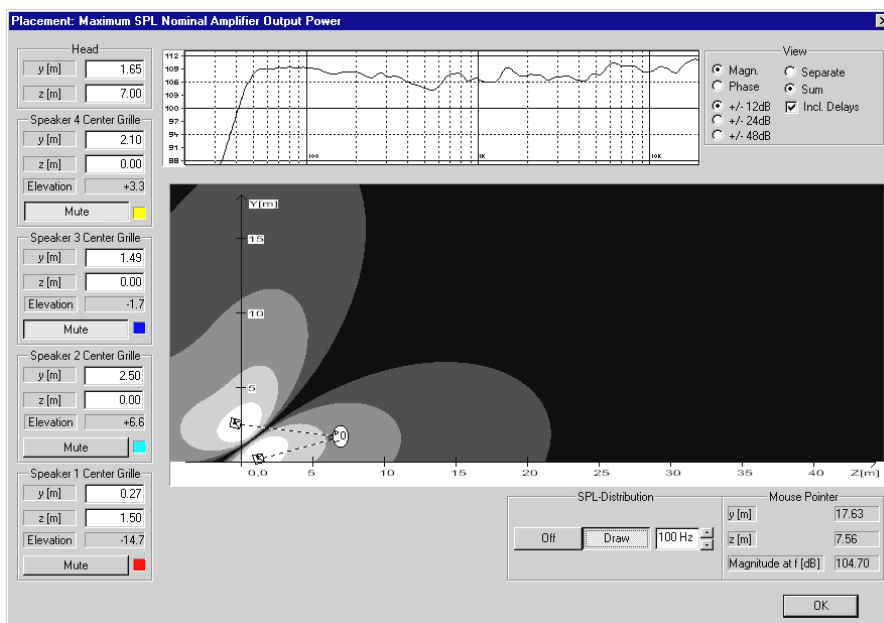 Placement: Maximum SPL Nominal Amplifier Output Power
Head
y [m] 1.65
z [m] 7.00
Speaker 4 Center Grille
y [m] 2.10
z [m] 0.00
Elevation +3.3
Mute
Speaker 3 Center Grille
y [m] 1.49
z [m] 0.00
Elevation -1.7
Mute
Speaker 2 Center Grille
y [m] 2.50
z [m] 0.00
Elevation +6.6
Mute
Speaker 1 Center Grille
y [m] 0.27
z [m] 1.50
Elevation -14.7
Mute
112
109
106
103
100
97
94
91
88
100
1K
10K
View
Magn.
Phase
+/- 12dB
+/- 24dB
+/- 48dB
Separate
Sum
Incl. Delays
Y[m]
15
10
5
0,0 5 10 15 20 25 30 35 40 Z[m]
SPL-Distribution
Off Draw 100 Hz
Mouse Pointer
y [m] 17.63
z [m] 7.56
Magnitude at f [dB] 104.70
OK